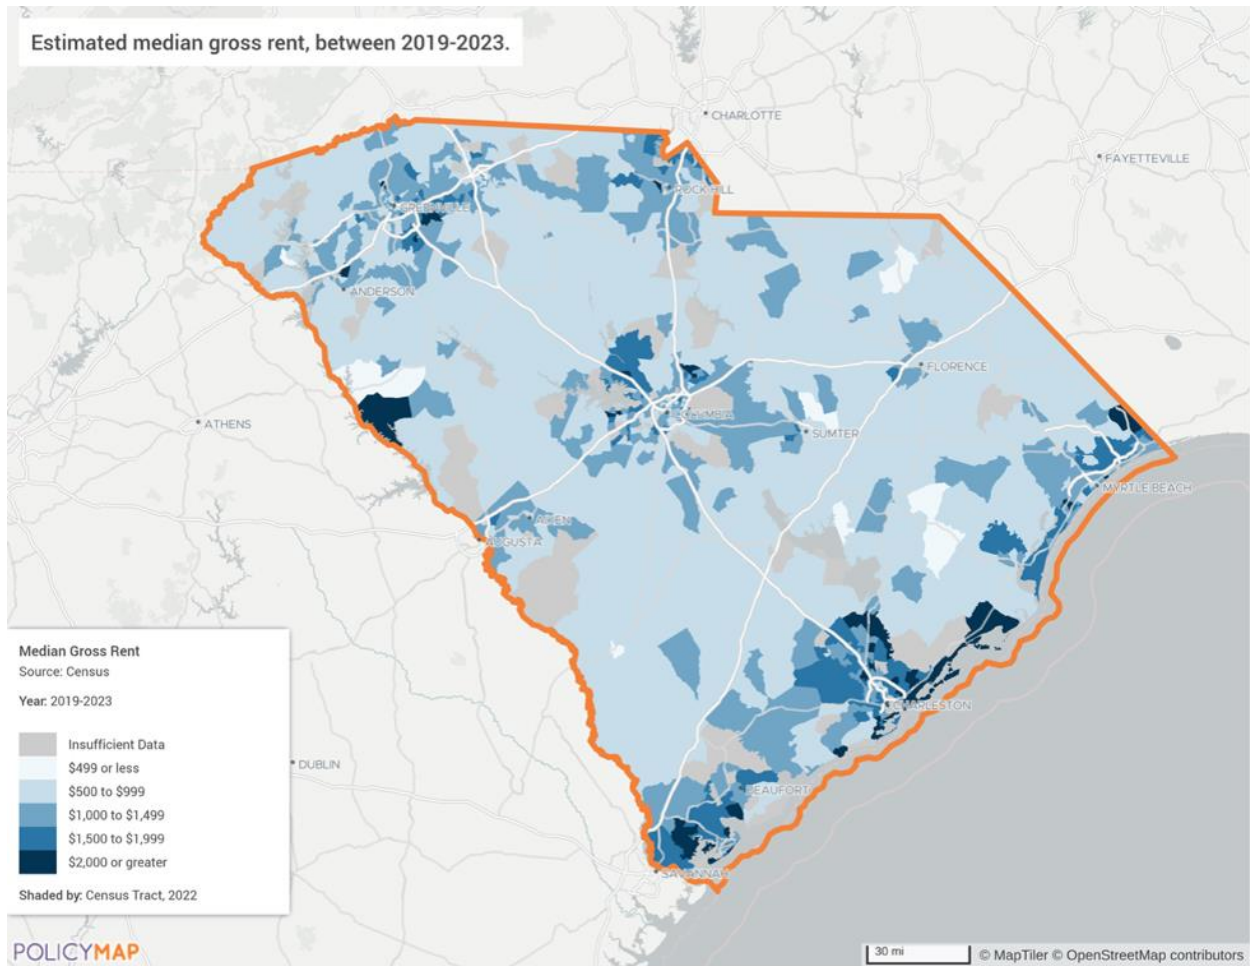 Estimated median gross rent, between 2019-2023.
CHARLOTTE
FAYETTEVILLE
ROCK HILL
GREENVILLE
ANDERSON
FLORENCE
ATHENS
COLUMBIA
SUMTER
MYRTLE BEACH
AIKEN
AUGUSTA
CHARLESTON
DUBLIN
BEAUFORT
SAVANNAH
Median Gross Rent
Source: Census
Year: 2019-2023
Insufficient Data
$499 or less
$500 to $999
$1,000 to $1,499
$1,500 to $1,999
$2,000 or greater
Shaded by: Census Tract, 2022
POLICYMAP
30 mi
© MapTiler © OpenStreetMap contributors